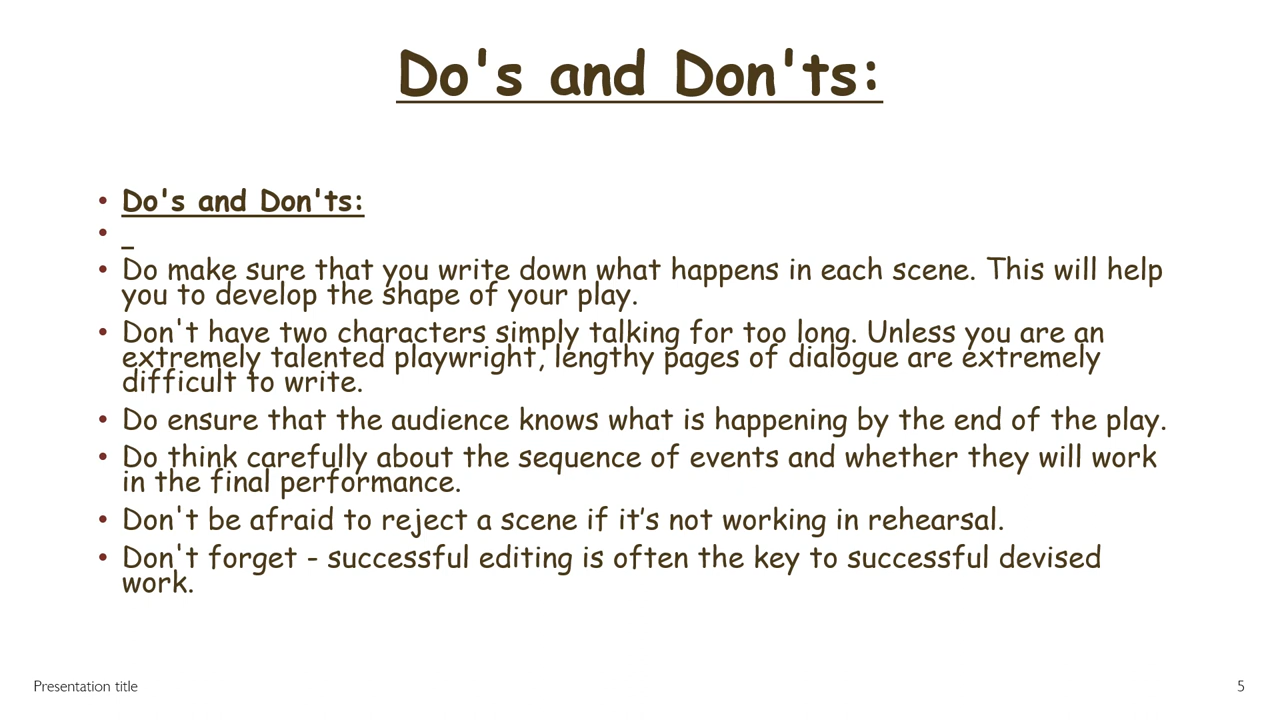 Do's and Don'ts:
• Do's and Don'ts:
• _
• Do make sure that you write down what happens in each scene. This will help
you to develop the shape of your play.
• Don't have two characters simply talking for too long. Unless you are an
extremely talented playwright, lengthy pages of dialogue are extremely
difficult to write.
• Do ensure that the audience knows what is happening by the end of the play.
• Do think carefully about the sequence of events and whether they will work
in the final performance.
• Don't be afraid to reject a scene if it’s not working in rehearsal.
• Don't forget - successful editing is often the key to successful devised
work.
Presentation title
5